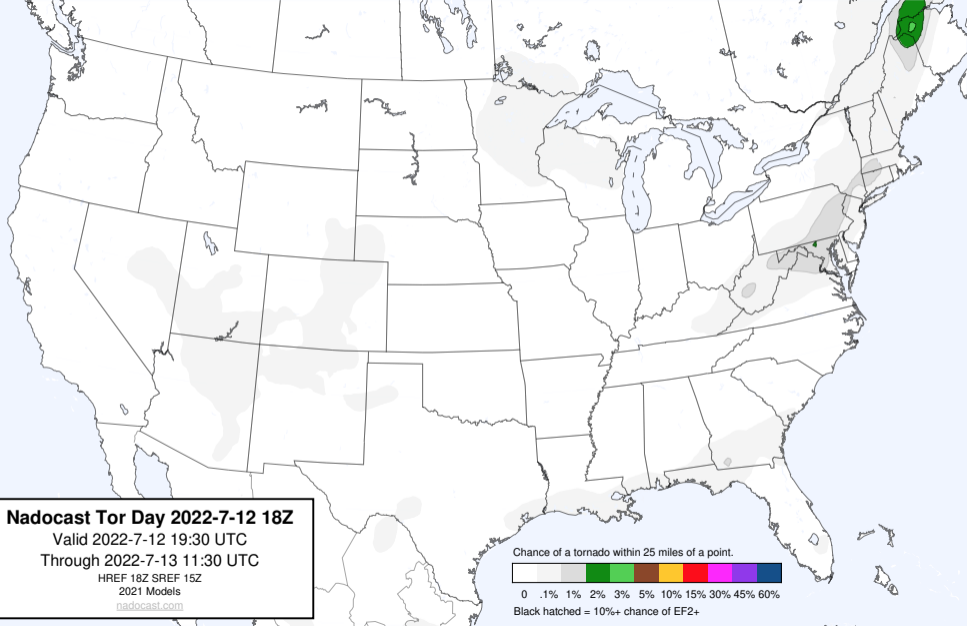 Nadocast Tor Day 2022-7-12 18Z
Valid 2022-7-12 19:30 UTC
Through 2022-7-13 11:30 UTC
HREF 18Z SREF 15Z
2021 Models
nadocast.com
Chance of a tornado within 25 miles of a point.
0 .1% 1% 2% 3% 5% 10% 15% 30% 45% 60%
Black hatched = 10%+ chance of EF2+